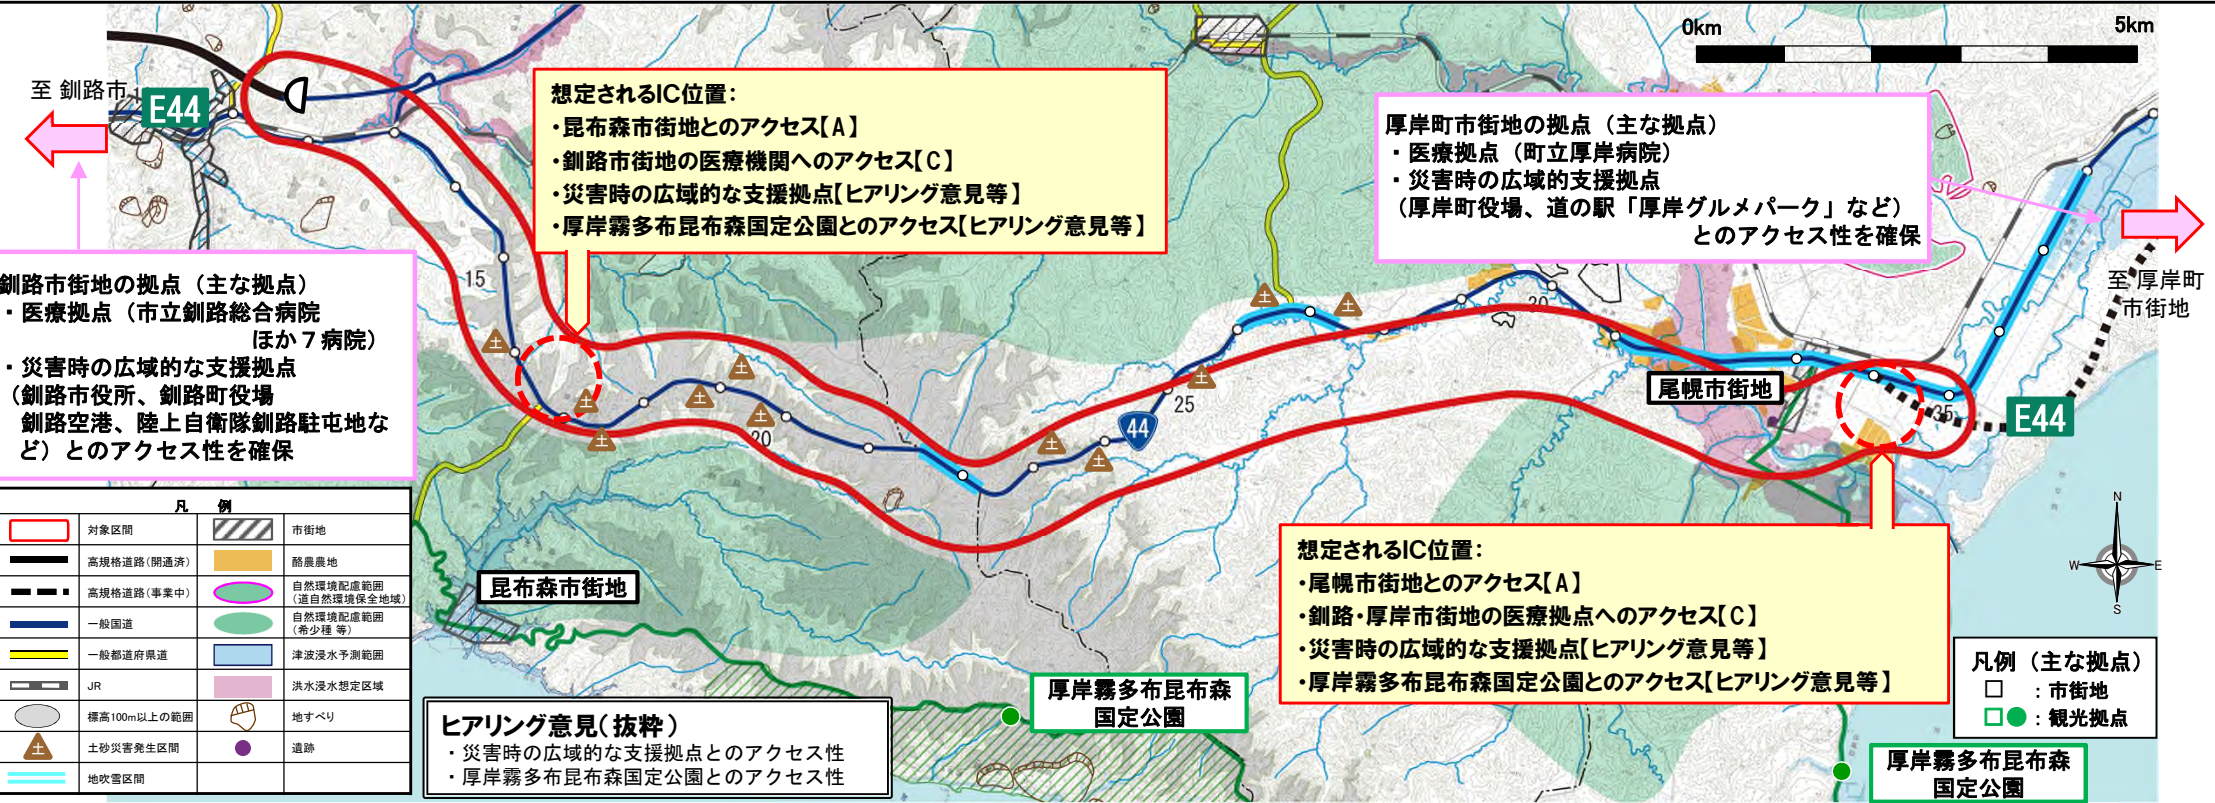 0km
5km
至 釧路市
E44
想定されるIC位置：
・昆布森市街地とのアクセス【A】
・釧路市街地の医療機関へのアクセス【C】
・災害時の広域的な支援拠点【ヒアリング意見等】
・厚岸霧多布昆布森国定公園とのアクセス【ヒアリング意見等】
厚岸町市街地の拠点（主な拠点）
・医療拠点（町立厚岸病院）
・災害時の広域的支援拠点
（厚岸町役場、道の駅「厚岸グルメパーク」など）
とのアクセス性を確保
至 厚岸町
市街地
釧路市街地の拠点（主な拠点）
・医療拠点（市立釧路総合病院
ほか７病院）
・災害時の広域的な支援拠点
（釧路市役所、釧路町役場
釧路空港、陸上自衛隊釧路駐屯地な
ど）とのアクセス性を確保
15
土
土
土
土
土
土
土
20
土
土
44
25
土
土
土
30
尾幌市街地
35
E44
凡 例
対象区間
市街地
高規格道路（開通済）
酪農農地
高規格道路（事業中）
自然環境配慮範囲
（道自然環境保全地域）
一般国道
自然環境配慮範囲
（希少種 等）
一般都道府県道
津波浸水予測範囲
JR
洪水浸水想定区域
標高100m以上の範囲
地すべり
土
土砂災害発生区間
遺跡
地吹雪区間
昆布森市街地
ヒアリング意見（抜粋）
・災害時の広域的な支援拠点とのアクセス性
・厚岸霧多布昆布森国定公園とのアクセス性
厚岸霧多布昆布森
国定公園
想定されるIC位置：
・尾幌市街地とのアクセス【A】
・釧路・厚岸市街地の医療拠点へのアクセス【C】
・災害時の広域的な支援拠点【ヒアリング意見等】
・厚岸霧多布昆布森国定公園とのアクセス【ヒアリング意見等】
N
W
E
S
凡例（主な拠点）
：市街地
：観光拠点
厚岸霧多布昆布森
国定公園